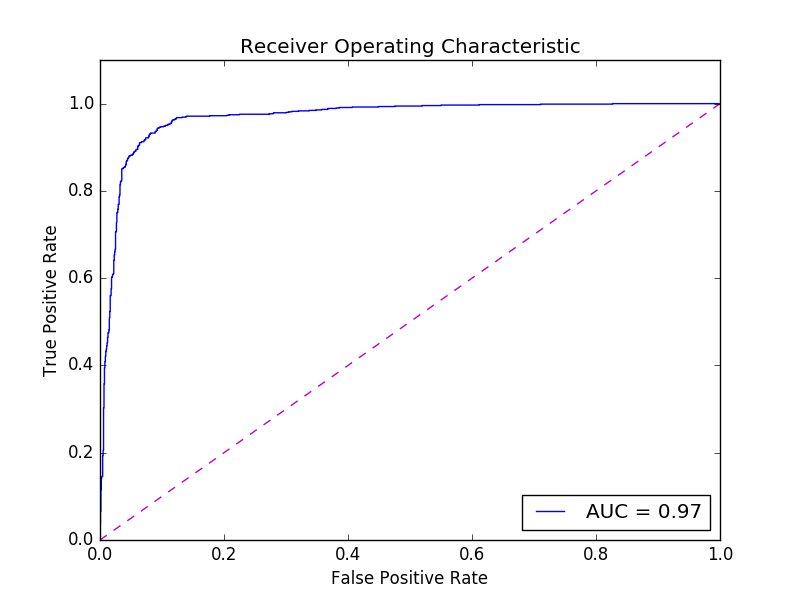 Receiver Operating Characteristic
1.0
0.8
0.6
0.4
0.2
0.0
True Positive Rate
0.0 0.2 0.4 0.6 0.8 1.0
False Positive Rate
AUC = 0.97